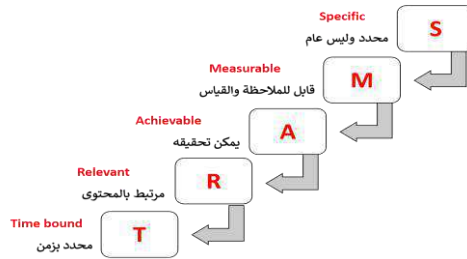 Specific
محدد وليس عام
S
Measurable
قابل للملاحظة والقياس
M
Achievable
يمكن تحقيقه
A
Relevant
مرتبط بالمحتوى
R
Time bound
محدد بزمن
T